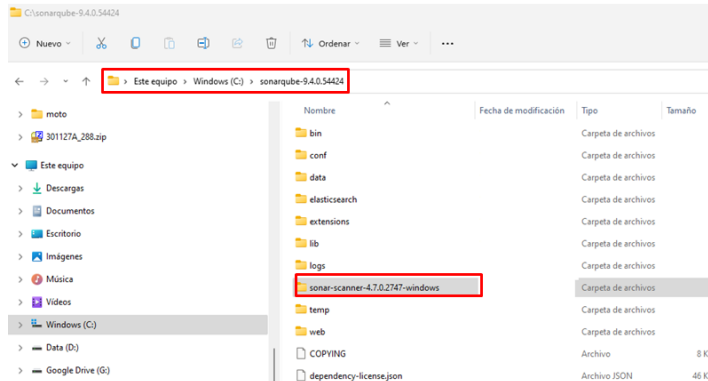 C:\sonarqube-9.4.0.54424
Nuevo Ordenar Ver ...
Este equipo > Windows (C:) > sonarqube-9.4.0.54424
Nombre Fecha de modificación Tipo Tamaño
moto
301127A_288.zip
Este equipo
Descargas
Documentos
Escritorio
Imágenes
Música
Vídeos
Windows (C:)
Data (D:)
Google Drive (G:)
bin Carpeta de archivos
conf Carpeta de archivos
data Carpeta de archivos
elasticsearch Carpeta de archivos
extensions Carpeta de archivos
lib Carpeta de archivos
logs Carpeta de archivos
sonar-scanner-4.7.0.2747-windows Carpeta de archivos
temp Carpeta de archivos
web Carpeta de archivos
COPYING Archivo 8 K
dependency-license.json Archivo JSON 46 K